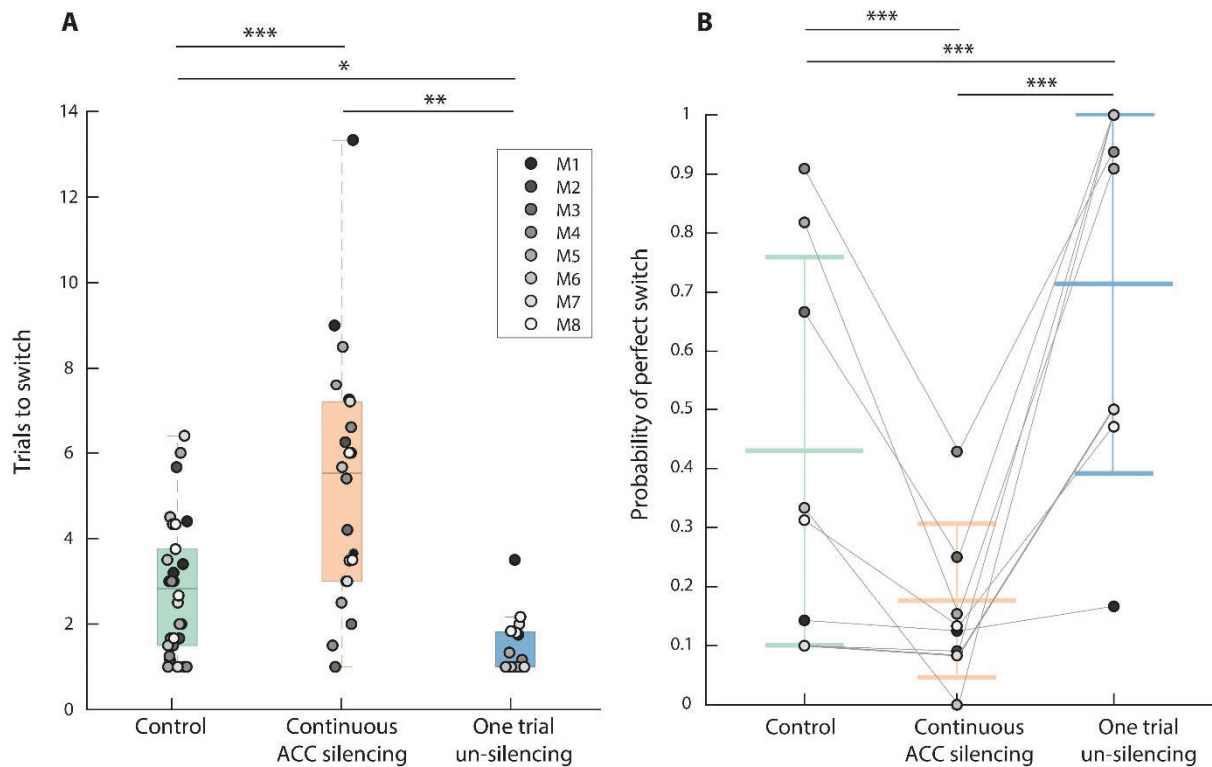 A
***
*
**
14
12
10
8
6
4
2
0
Trials to switch
M1
M2
M3
M4
M5
M6
M7
M8
Control
Continuous
ACC silencing
One trial
un-silencing
B
***
***
***
1
0.9
0.8
0.7
0.6
0.5
0.4
0.3
0.2
0.1
0
Probability of perfect switch
Control
Continuous
ACC silencing
One trial
un-silencing